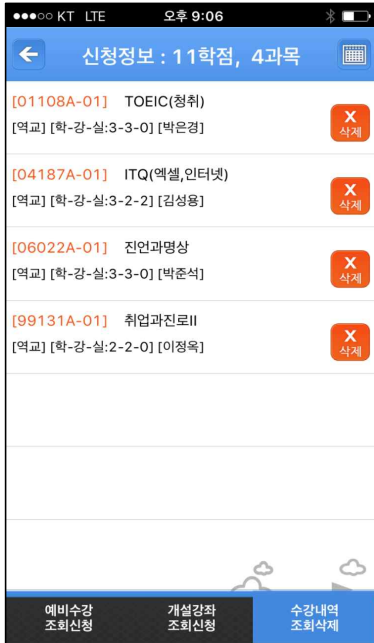 KT LTE 오후 9:06
신청정보 : 11학점, 4과목
[01108A-01] TOEIC(청취)
[역교] [학-강-실:3-3-0] [박은경]
X
삭제
[04187A-01] ITQ(엑셀,인터넷)
[역교] [학-강-실:3-2-2] [김성용]
X
삭제
[06022A-01] 진언과명상
[역교] [학-강-실:3-3-0] [박준석]
X
삭제
[99131A-01] 취업과진로II
[역교] [학-강-실:2-2-0] [이정옥]
X
삭제
예비수강 개설강좌 수강내역
조회신청 조회신청 조회삭제